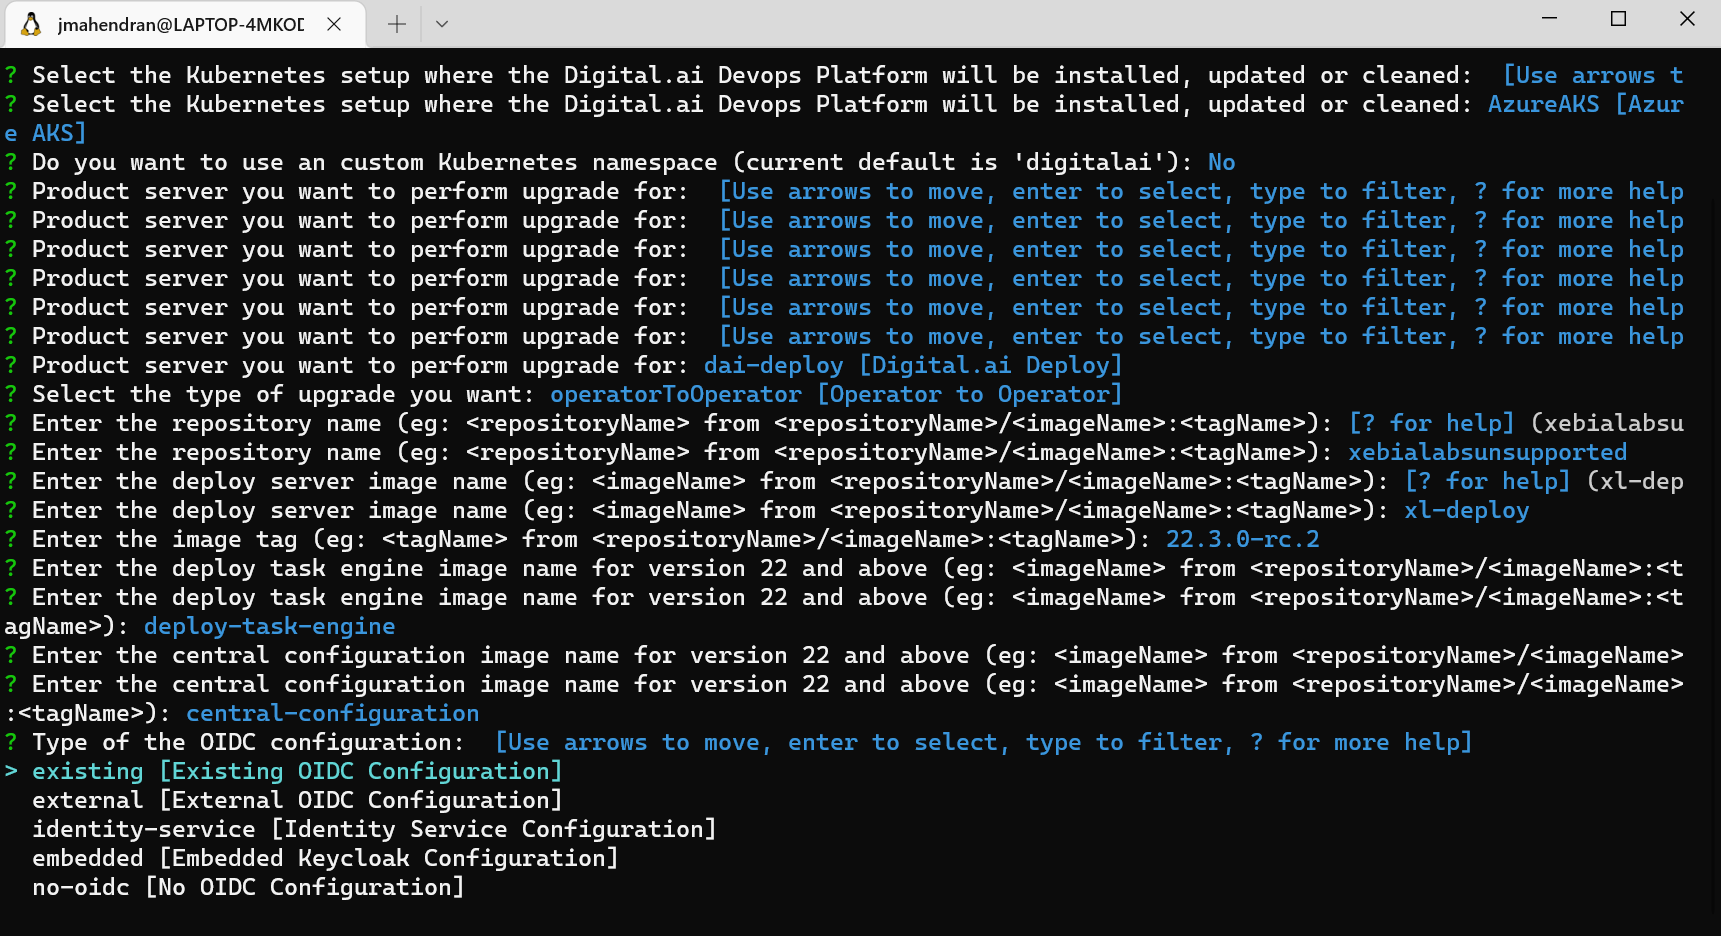 jmahendran@LAPTOP-4MKOD
? Select the Kubernetes setup where the Digital.ai Devops Platform will be installed, updated or cleaned:  [Use arrows t
? Select the Kubernetes setup where the Digital.ai Devops Platform will be installed, updated or cleaned: AzureAKS [Azur
e AKS]
? Do you want to use an custom Kubernetes namespace (current default is 'digitalai'): No
? Product server you want to perform upgrade for:  [Use arrows to move, enter to select, type to filter, ? for more help
? Product server you want to perform upgrade for:  [Use arrows to move, enter to select, type to filter, ? for more help
? Product server you want to perform upgrade for:  [Use arrows to move, enter to select, type to filter, ? for more help
? Product server you want to perform upgrade for:  [Use arrows to move, enter to select, type to filter, ? for more help
? Product server you want to perform upgrade for:  [Use arrows to move, enter to select, type to filter, ? for more help
? Product server you want to perform upgrade for:  [Use arrows to move, enter to select, type to filter, ? for more help
? Product server you want to perform upgrade for: dai-deploy [Digital.ai Deploy]
? Select the type of upgrade you want: operatorToOperator [Operator to Operator]
? Enter the repository name (eg: <repositoryName> from <repositoryName>/<imageName>:<tagName>): [? for help] (xebialabsu
? Enter the repository name (eg: <repositoryName> from <repositoryName>/<imageName>:<tagName>): xebialabsunsupported
? Enter the deploy server image name (eg: <imageName> from <repositoryName>/<imageName>:<tagName>): [? for help] (xl-dep
? Enter the deploy server image name (eg: <imageName> from <repositoryName>/<imageName>:<tagName>): xl-deploy
? Enter the image tag (eg: <tagName> from <repositoryName>/<imageName>:<tagName>): 22.3.0-rc.2
? Enter the deploy task engine image name for version 22 and above (eg: <imageName> from <repositoryName>/<imageName>:<t
? Enter the deploy task engine image name for version 22 and above (eg: <imageName> from <repositoryName>/<imageName>:<t
agName>): deploy-task-engine
? Enter the central configuration image name for version 22 and above (eg: <imageName> from <repositoryName>/<imageName>
? Enter the central configuration image name for version 22 and above (eg: <imageName> from <repositoryName>/<imageName>
:<tagName>): central-configuration
? Type of the OIDC configuration:  [Use arrows to move, enter to select, type to filter, ? for more help]
> existing [Existing OIDC Configuration]
  external [External OIDC Configuration]
  identity-service [Identity Service Configuration]
  embedded [Embedded Keycloak Configuration]
  no-oidc [No OIDC Configuration]